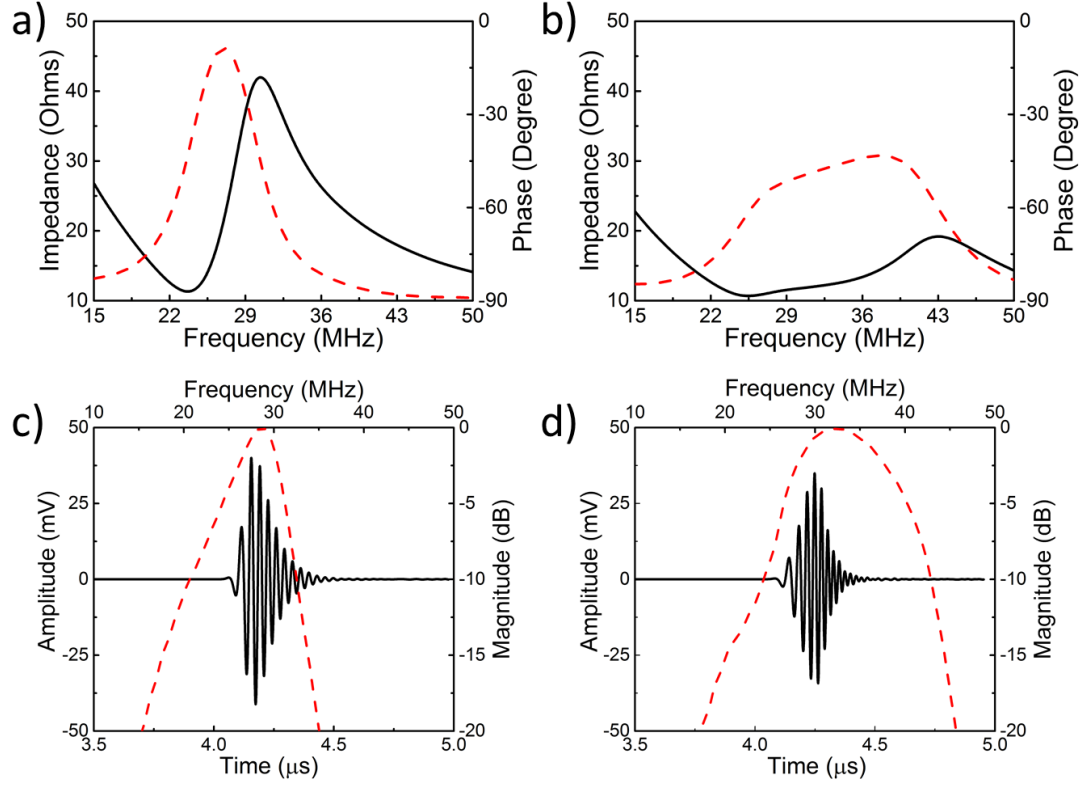 a)
Impedance (Ohms)
50
40
30
20
10
0
-30
-60
-90
Phase (Degree)
15 22 29 36 43 50
Frequency (MHz)
b)
Impedance (Ohms)
50
40
30
20
10
0
-30
-60
-90
Phase (Degree)
15 22 29 36 43 50
Frequency (MHz)
c)
Frequency (MHz)
10 20 30 40 50
Amplitude (mV)
50
25
0
-25
-50
0
-5
-10
-15
-20
Magnitude (dB)
3.5 4.0 4.5 5.0
Time (μs)
d)
Frequency (MHz)
10 20 30 40 50
Amplitude (mV)
50
25
0
-25
-50
0
-5
-10
-15
-20
Magnitude (dB)
3.5 4.0 4.5 5.0
Time (μs)